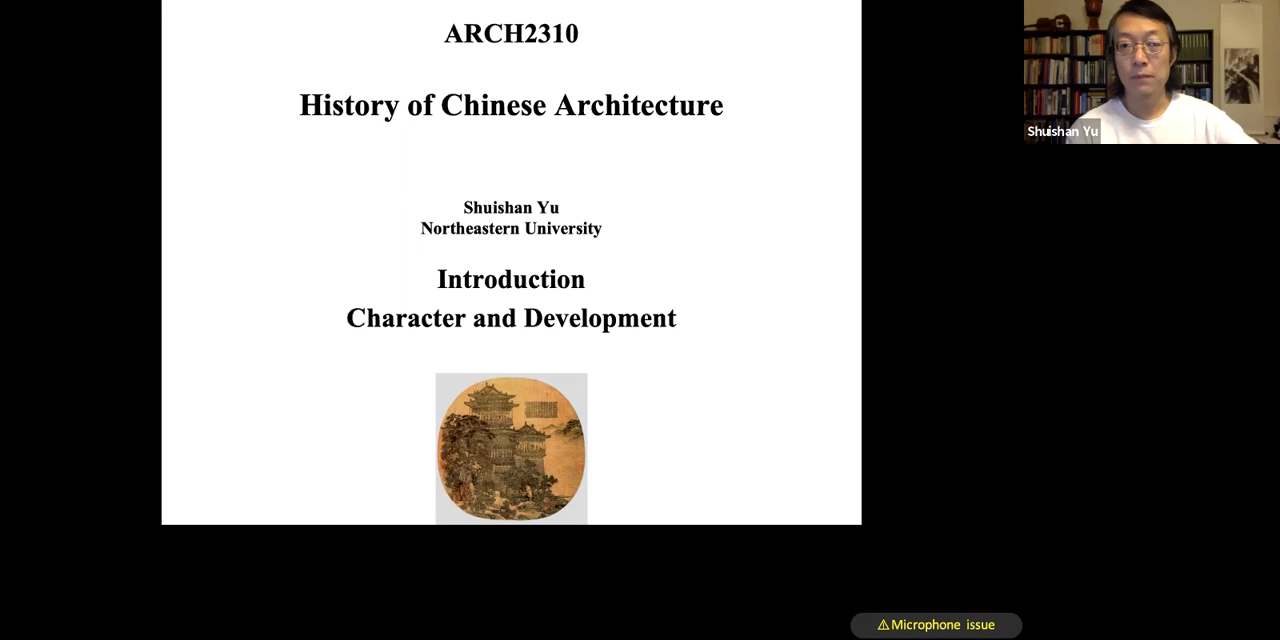 ARCH2310
History of Chinese Architecture
Shuishan Yu
Northeastern University
Introduction
Character and Development
Shuishan Yu
⚠Microphone issue